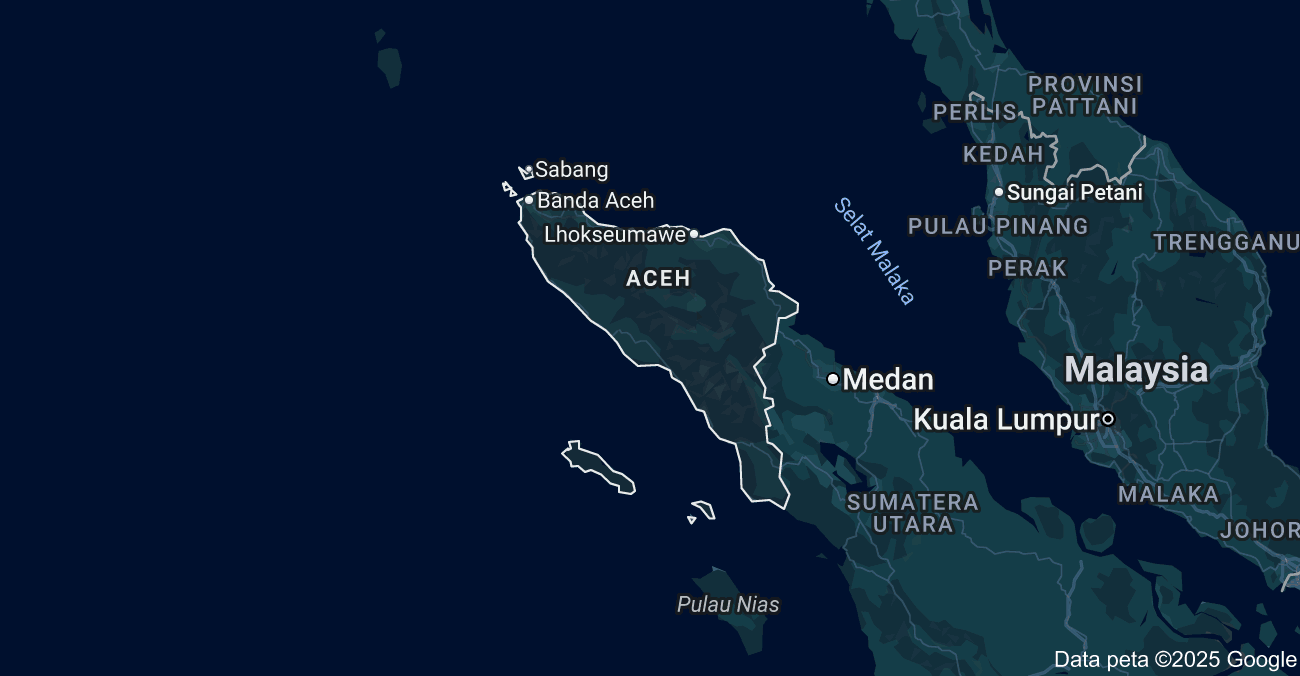 PROVINSI
PATTANI
PERLIS
KEDAH
Sabang
Sungai Petani
Banda Aceh
Selat Malaka
PULAU PINANG
Lhokseumawe
TRENGGANU
PERAK
ACEH
Malaysia
Medan
Kuala Lumpur
MALAKA
SUMATERA
UTARA
JOHOR
Pulau Nias
Data peta ©2025 Google